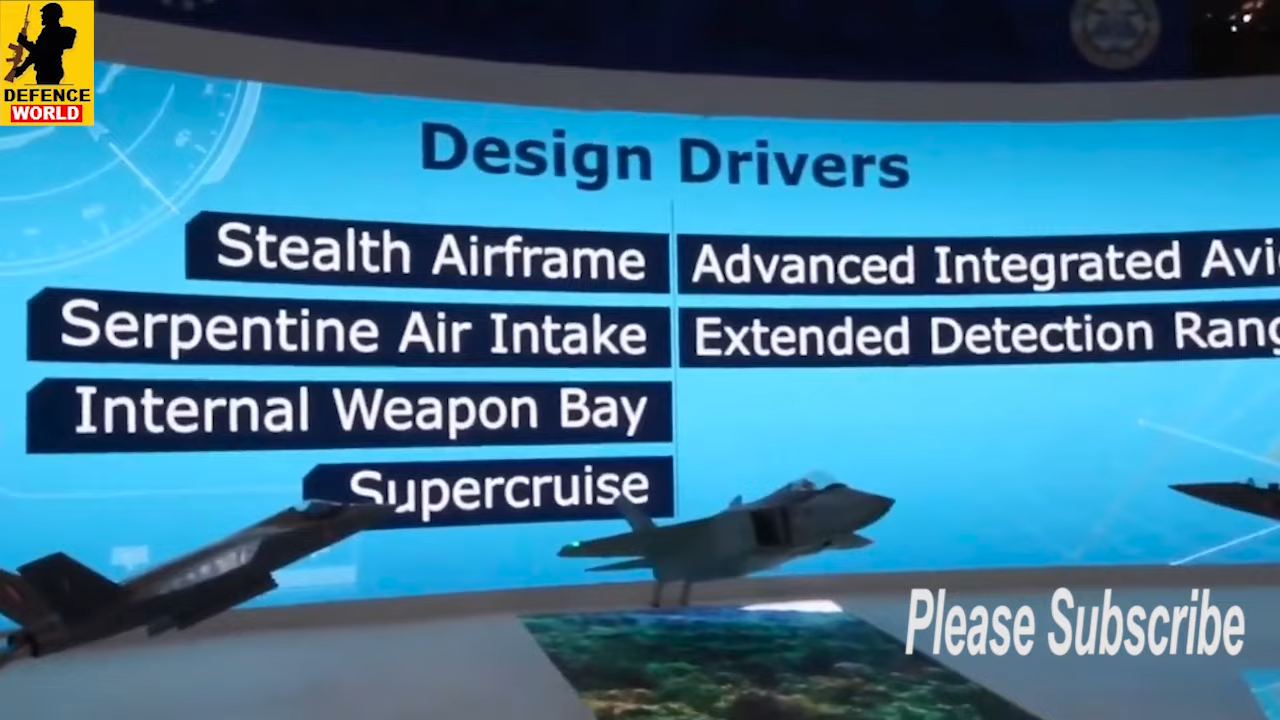 DEFENCE
WORLD
Design Drivers
Stealth Airframe
Advanced Integrated
Serpentine Air Intake
Extended Detection
Internal Weapon Bay
Supercruise
Please Subscribe